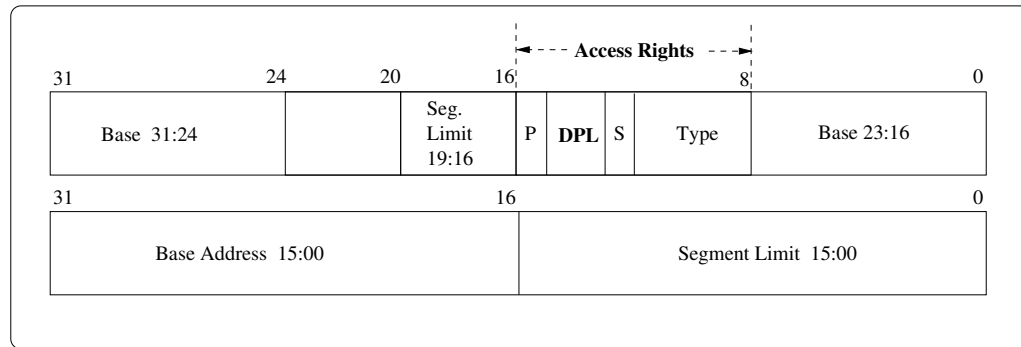 Access Rights
31 24 20 16 8 0
Base 31:24
Seg.
Limit
19:16
P DPL S Type Base 23:16
31 16 0
Base Address 15:00 Segment Limit 15:00